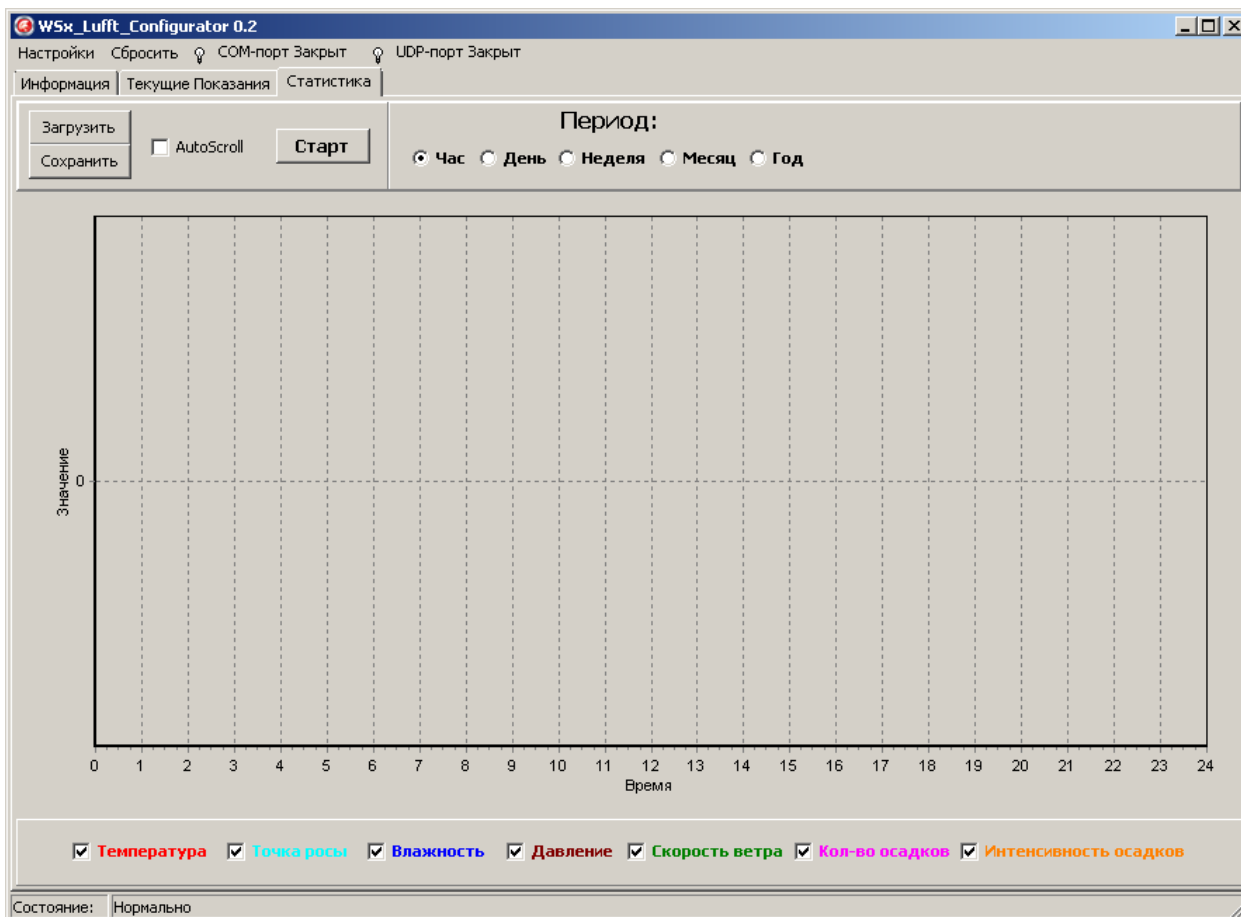 WSx_Lufft_Configurator 0.2
Настройки Сбросить COM-порт Закрыт UDP-порт Закрыт
Информация Текущие Показания Статистика
Загрузить
Сохранить
AutoScroll
Старт
Период:
Час День Неделя Месяц Год
Значение
0
0 1 2 3 4 5 6 7 8 9 10 11 12 13 14 15 16 17 18 19 20 21 22 23 24
Время
Температура Точка росы Влажность Давление Скорость ветра Кол-во осадков Интенсивность осадков
Состояние: Нормально